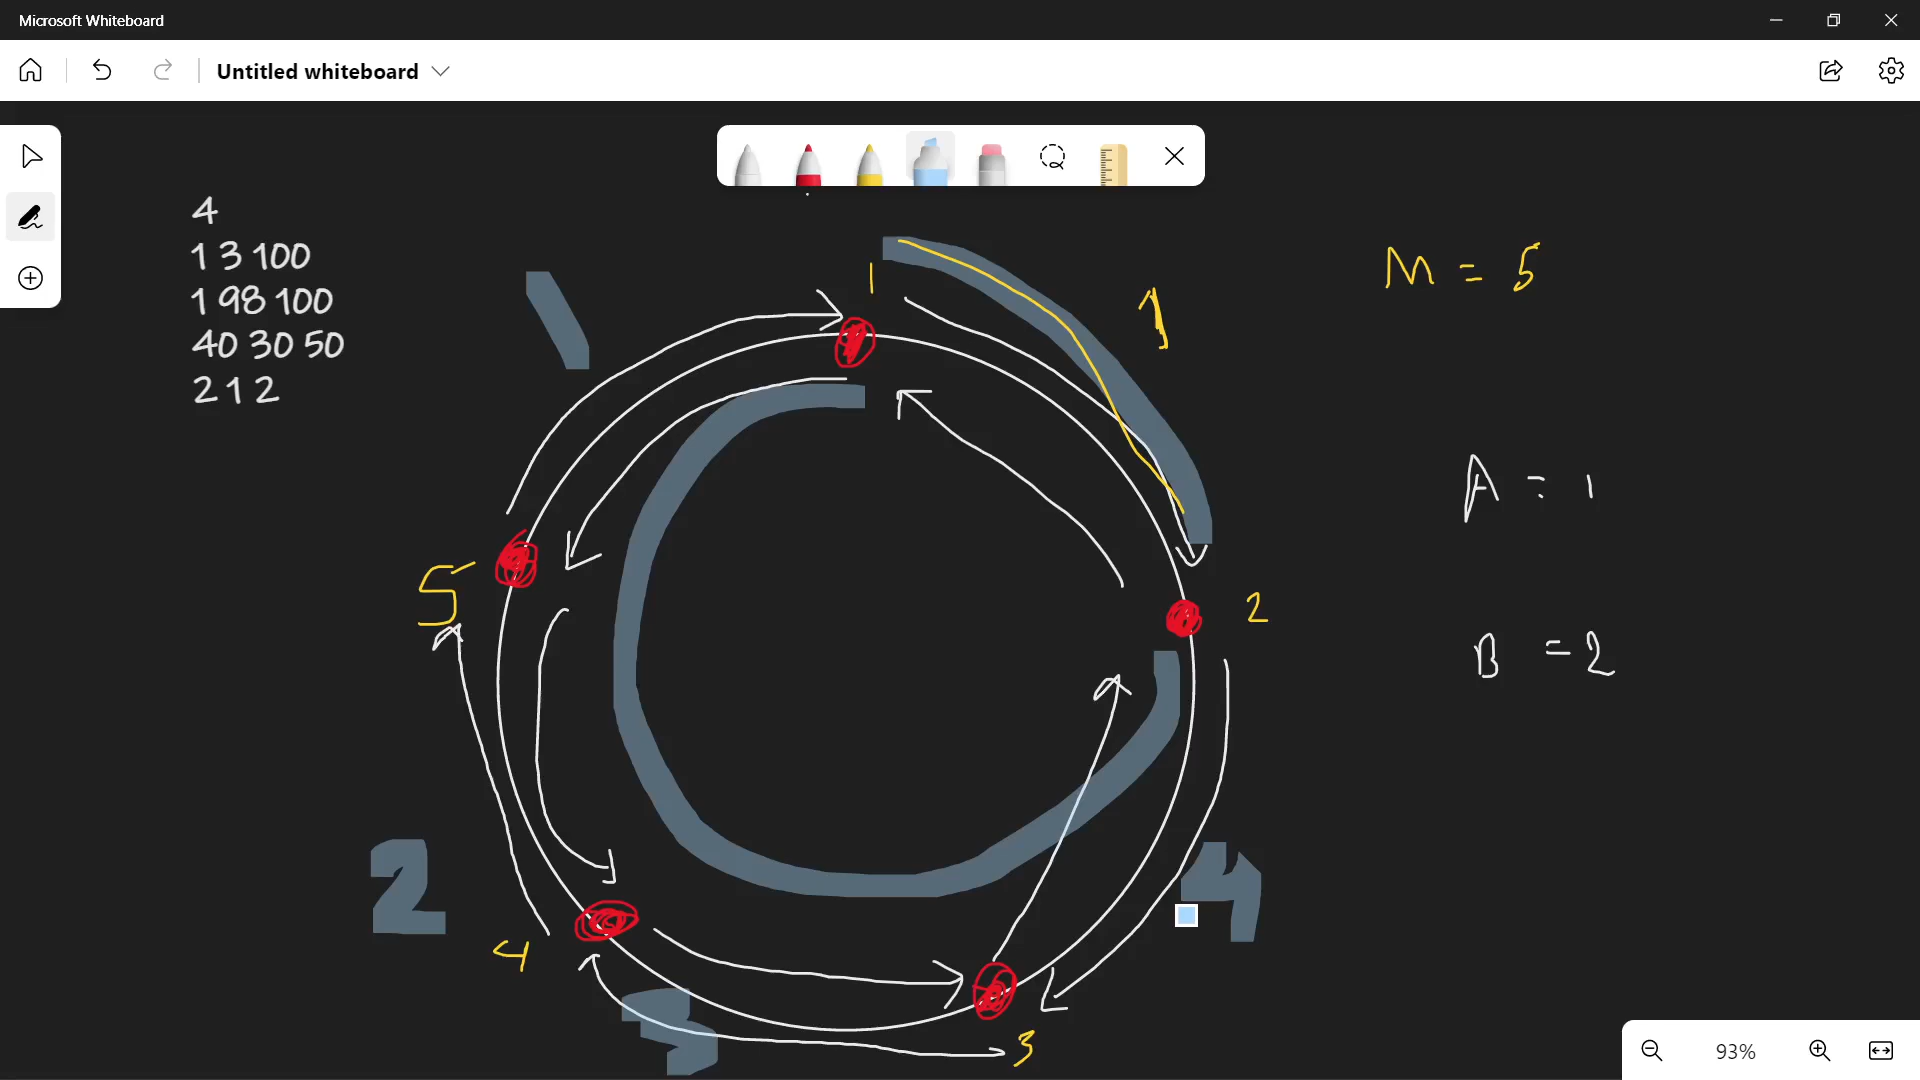 Microsoft Whiteboard
Untitled whiteboard
4
1 3 100
1 98 100
40 30 50
2 1 2
1
1
M = 5
A = 1
5
2
B = 2
2
4
4
3
3
93%